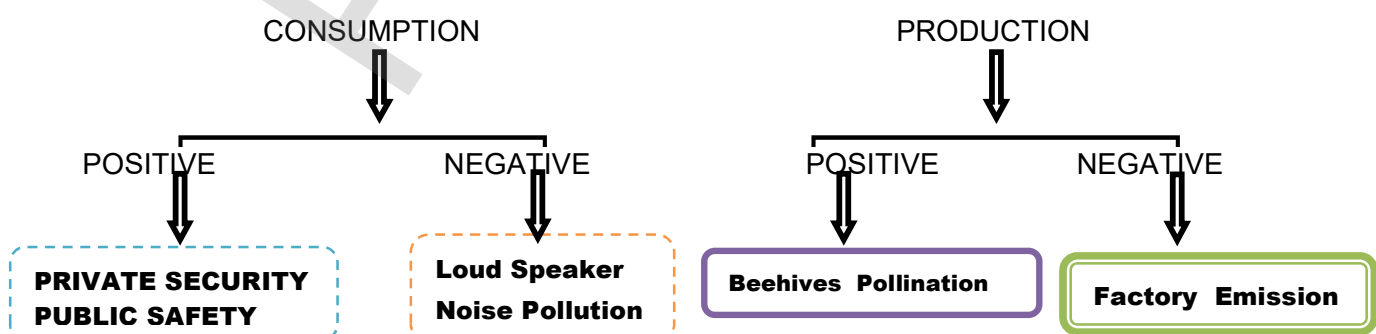 CONSUMPTION PRODUCTION
POSITIVE NEGATIVE POSITIVE NEGATIVE
PRIVATE SECURITY
PUBLIC SAFETY
Loud Speaker
Noise Pollution
Beehives Pollination
Factory Emission